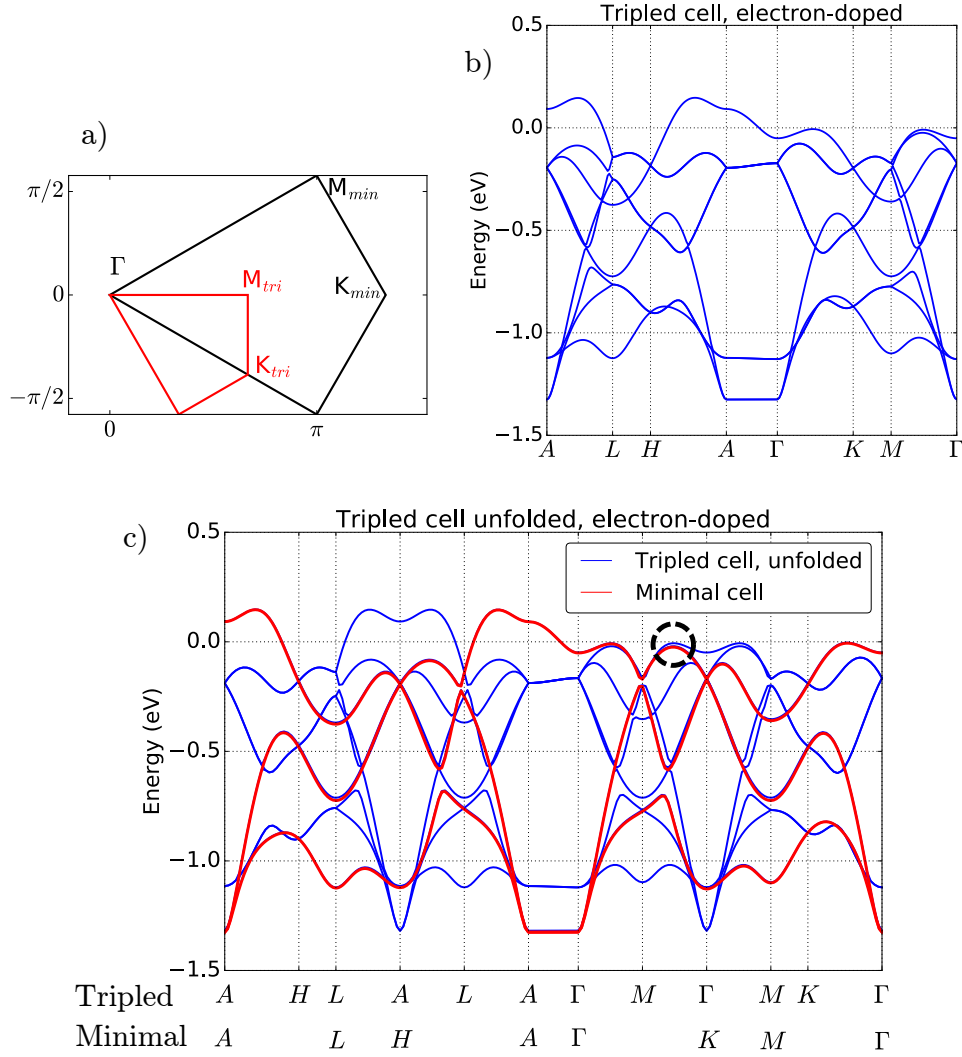 Tripled cell, electron-doped
b)
0.5
0.0
−0.5
−1.0
−1.5
Energy (eV)
A L H A Γ K M Γ
a)
π/2
0
−π/2
0 π
Γ
M_min
K_min
M_tri
K_tri
c)
Tripled cell unfolded, electron-doped
0.5
0.0
−0.5
−1.0
−1.5
Energy (eV)
Tripled cell, unfolded
Minimal cell
Tripled A H L A L A Γ M Γ M K Γ
Minimal A L H A Γ K M Γ